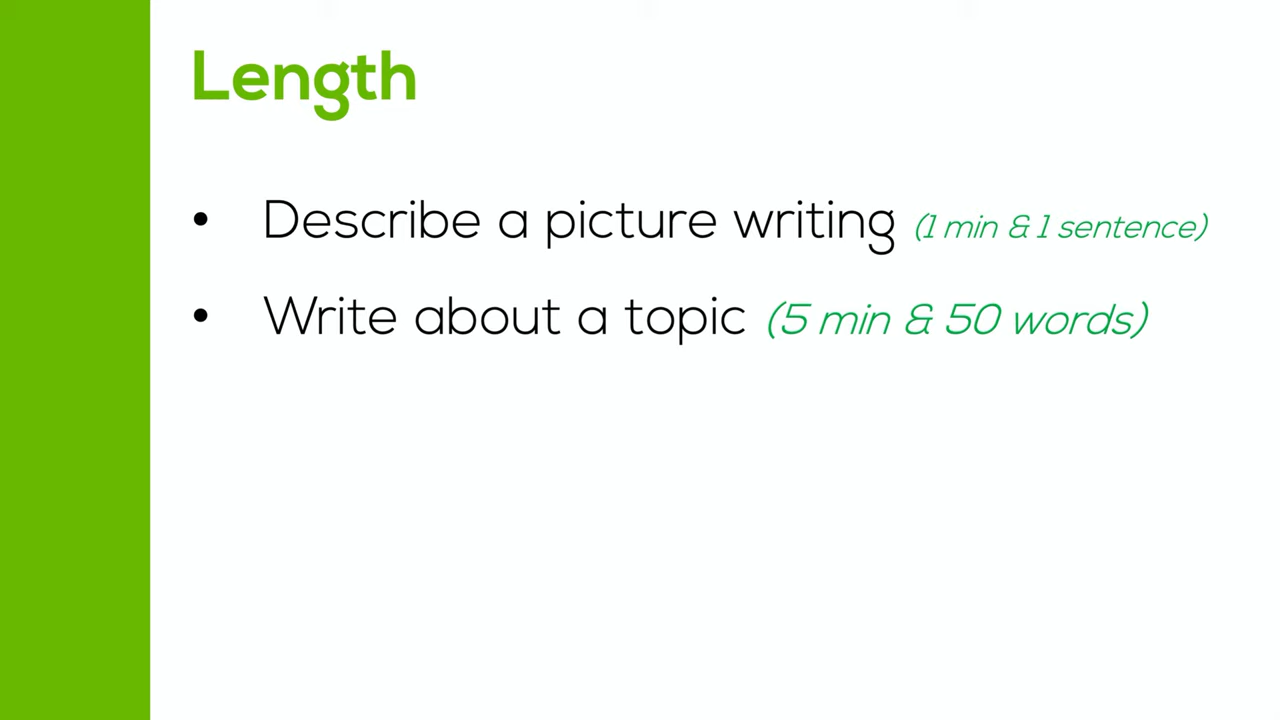 Length
• Describe a picture writing (1 min & 1 sentence)
• Write about a topic (5 min & 50 words)